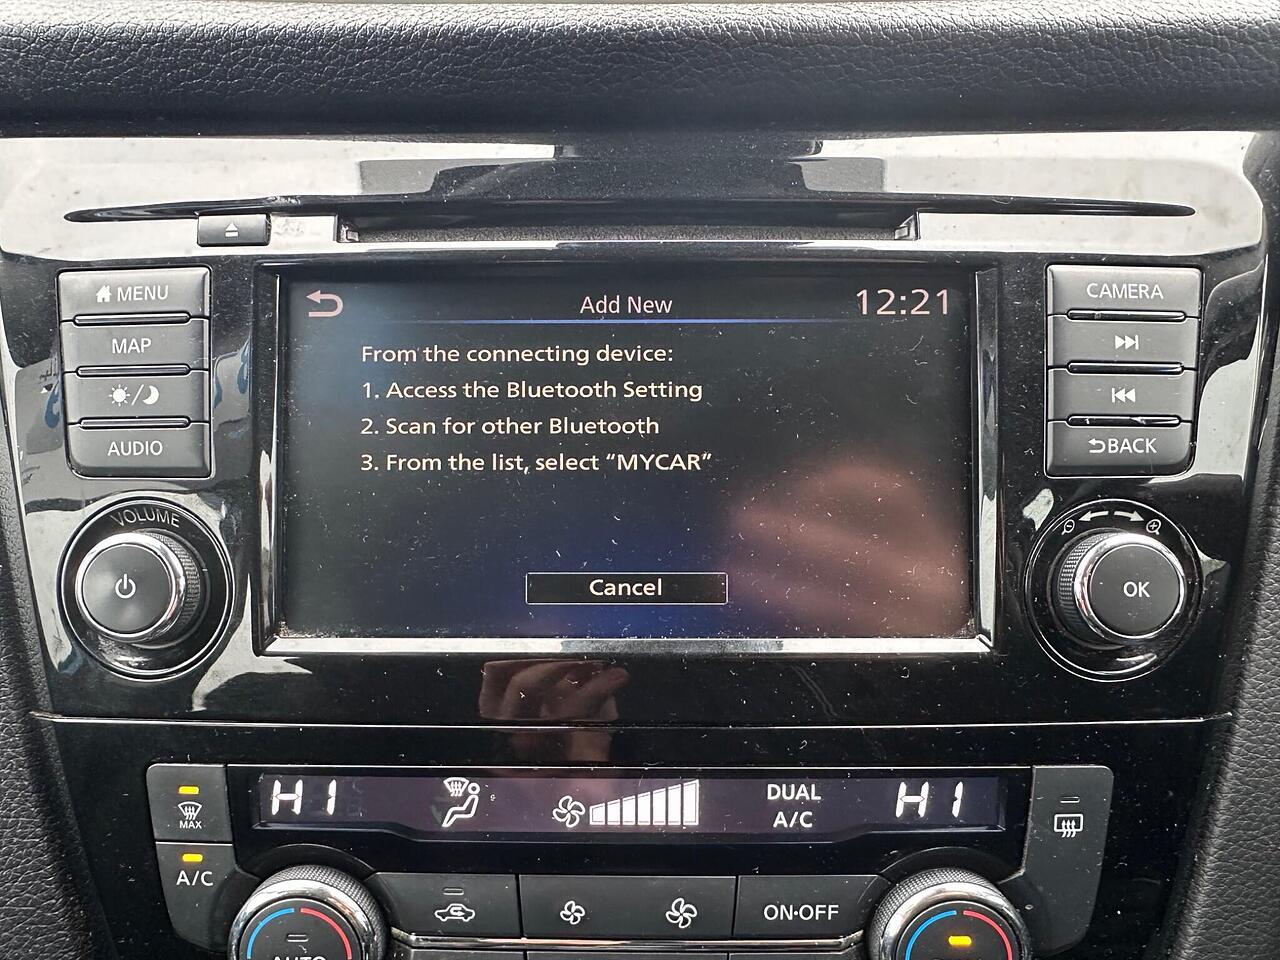 MENU
MAP
AUDIO
VOLUME
Add New
12:21
From the connecting device:
1. Access the Bluetooth Setting
2. Scan for other Bluetooth
3. From the list, select “MYCAR”
Cancel
CAMERA
BACK
OK
MAX
A/C
HI
DUAL
A/C
HI
AUTO
ON·OFF